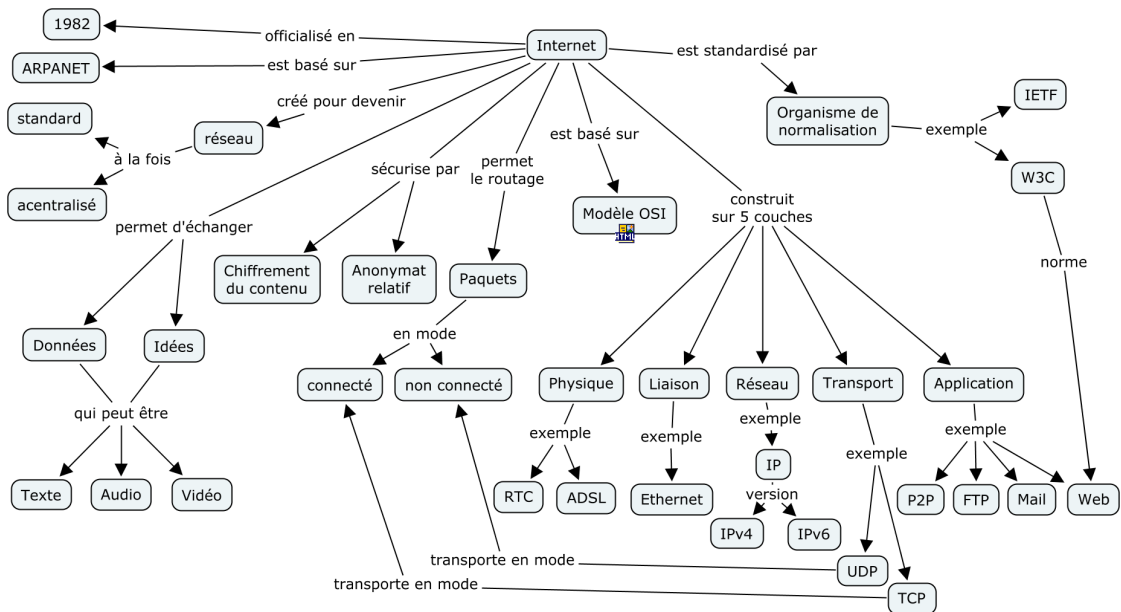 1982
officialisé en
Internet
est standardisé par
ARPANET
est basé sur
créé pour devenir
Organisme de
normalisation
IETF
exemple
standard
réseau
à la fois
est basé sur
sécurise par
permet
le routage
W3C
acentralisé
Modèle OSI
HTML
construit
sur 5 couches
permet d'échanger
Chiffrement
du contenu
Anonymat
relatif
Paquets
norme
en mode
Données
Idées
connecté
non connecté
Physique
Liaison
Réseau
Transport
Application
qui peut être
exemple
exemple
exemple
exemple
exemple
IP
Texte
Audio
Vidéo
RTC
ADSL
Ethernet
version
P2P
FTP
Mail
Web
IPv4
IPv6
transporte en mode
UDP
transporte en mode
TCP